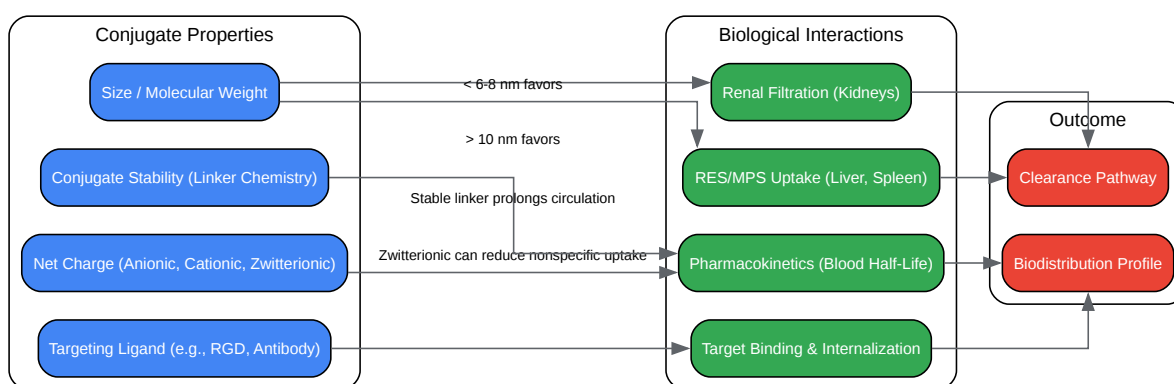 Conjugate Properties
Biological Interactions
Size / Molecular Weight
< 6-8 nm favors
Renal Filtration (Kidneys)
Outcome
> 10 nm favors
Conjugate Stability (Linker Chemistry)
RES/MPS Uptake (Liver, Spleen)
Clearance Pathway
Stable linker prolongs circulation
Net Charge (Anionic, Cationic, Zwitterionic)
Zwitterionic can reduce nonspecific uptake
Pharmacokinetics (Blood Half-Life)
Biodistribution Profile
Targeting Ligand (e.g., RGD, Antibody)
Target Binding & Internalization